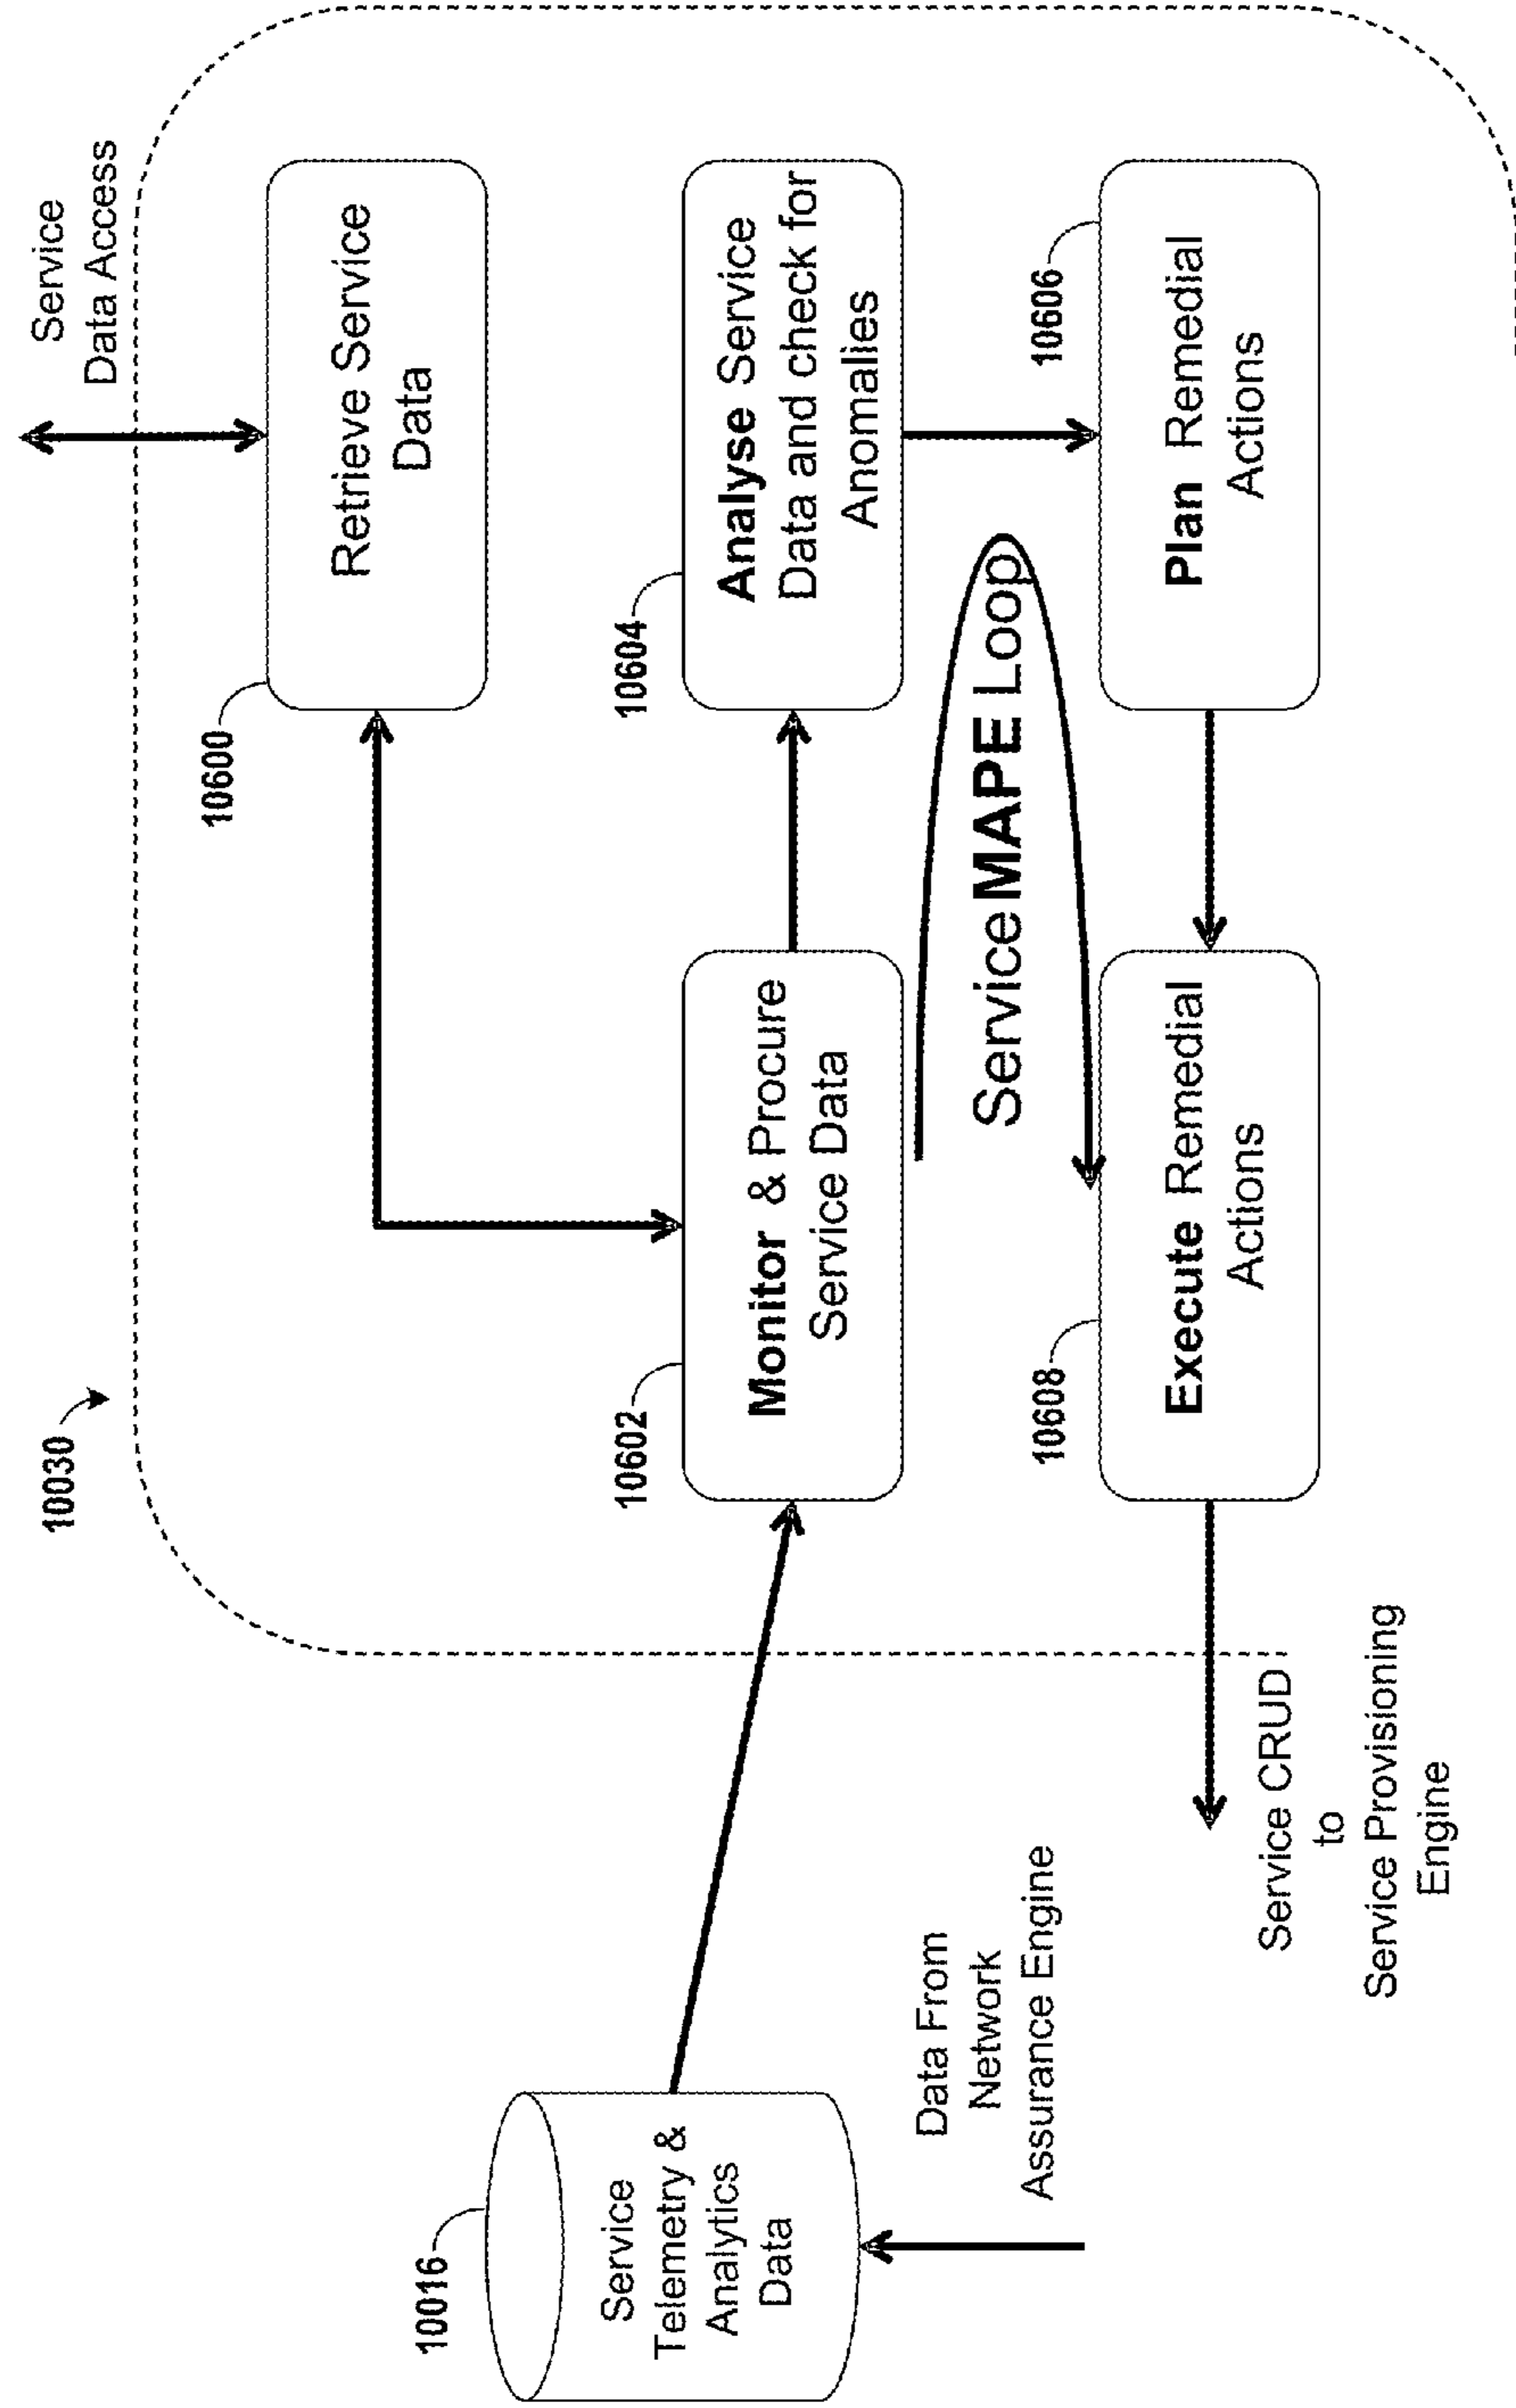 10030
Service
Data Access
10600
Retrieve Service
Data
10602
Monitor & Procure
Service Data
10604
Analyse Service
Data and check for
Anomalies
10016
Service
Telemetry &
Analytics
Data
Service MAPE Loop
Data From
Network
Assurance Engine
10608
Execute Remedial
Actions
10606
Plan Remedial
Actions
Service CRUD
to
Service Provisioning
Engine